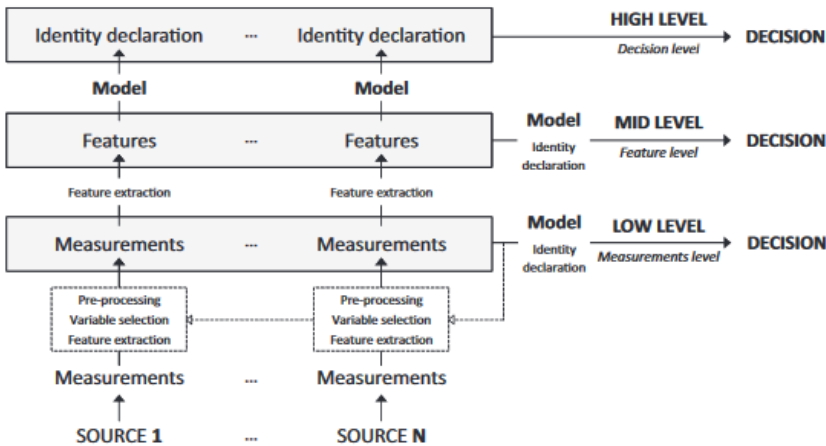 HIGH LEVEL
Identity declaration ... Identity declaration
DECISION
Decision level
Model Model
Model
MID LEVEL
Features ... Features
Identity
declaration
Feature level
DECISION
Feature extraction Feature extraction
Model
LOW LEVEL
Measurements ... Measurements
Identity
declaration
Measurements level
DECISION
Pre-processing Pre-processing
Variable selection Variable selection
Feature extraction Feature extraction
Measurements ... Measurements
SOURCE 1 ... SOURCE N